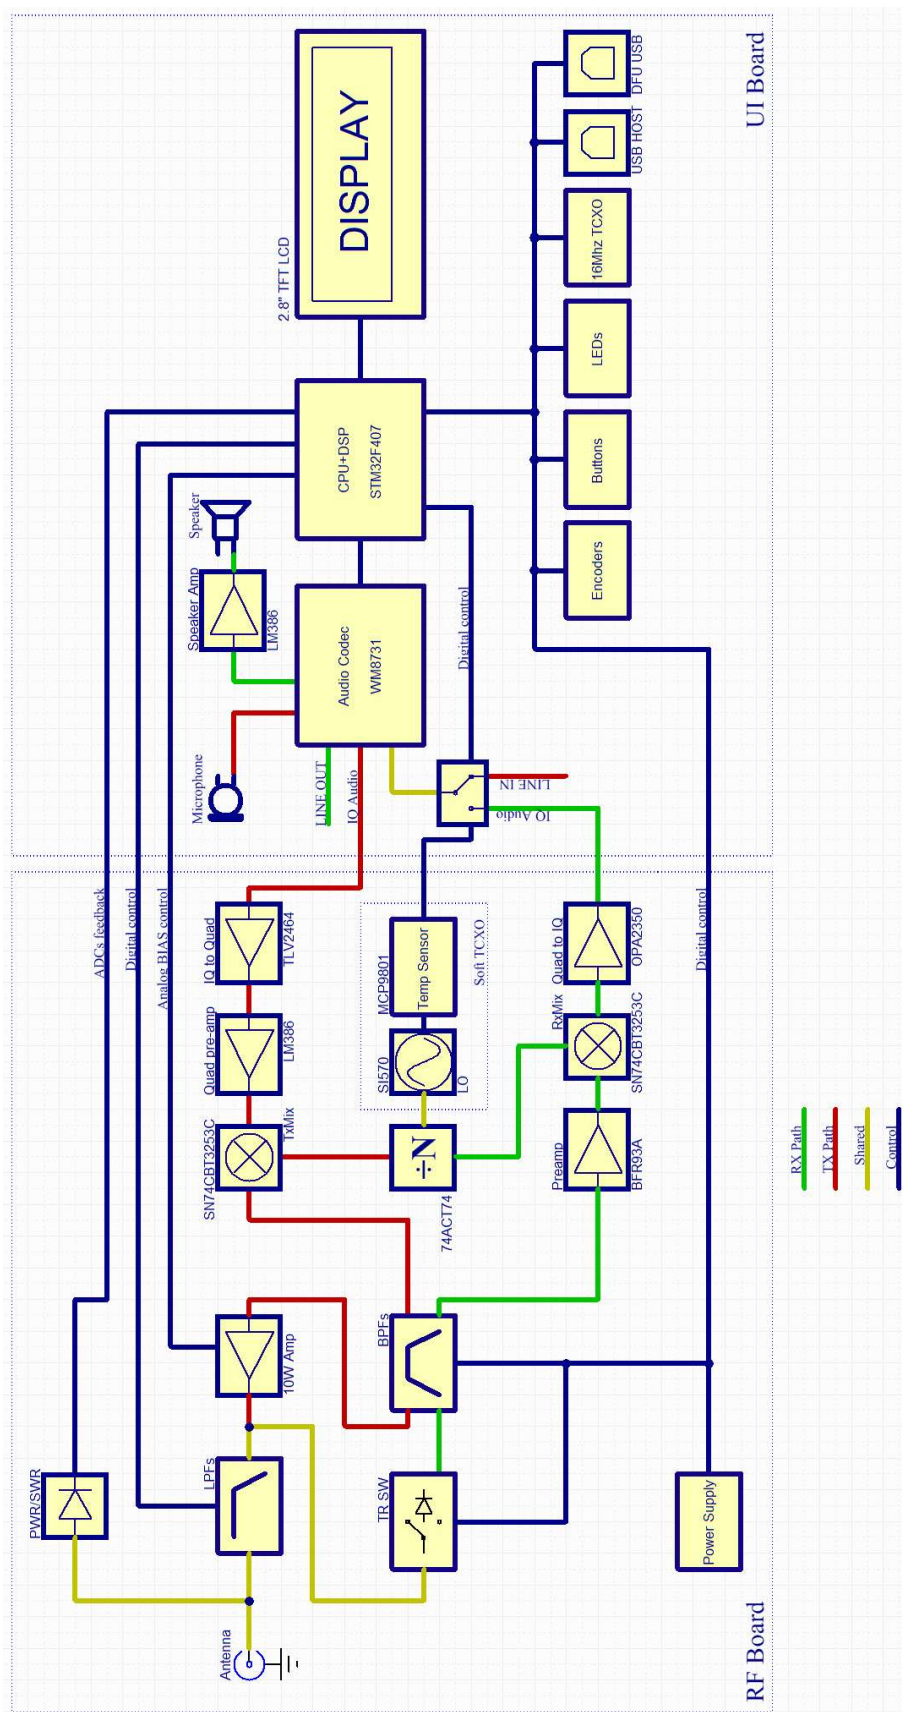 UI Board
DISPLAY
2.8" TFT LCD
DFU USB
USB HOST
16Mhz TCXO
LEDs
Buttons
Encoders
CPU+DSP
STM32F407
Speaker
Speaker Amp
LM386
Audio Codec
WM8731
Microphone
LINE OUT
IQ Audio
Digital control
LINE IN
IQ Audio
ADCs feedback
Digital control
Analog BIAS control
Digital control
IQ to Quad
TLV2464
Quad pre-amp
LM386
SN74CBT3253C
TxMix
MCP9801
Temp Sensor
Soft TCXO
SI570
LO
÷N
74ACT74
Quad to IQ
OPA2350
RxMix
SN74CBT3253C
Preamp
BFR93A
10W Amp
BPFs
PWR/SWR
LPFs
TR SW
Power Supply
Antenna
RF Board
RX Path
TX Path
Shared
Control